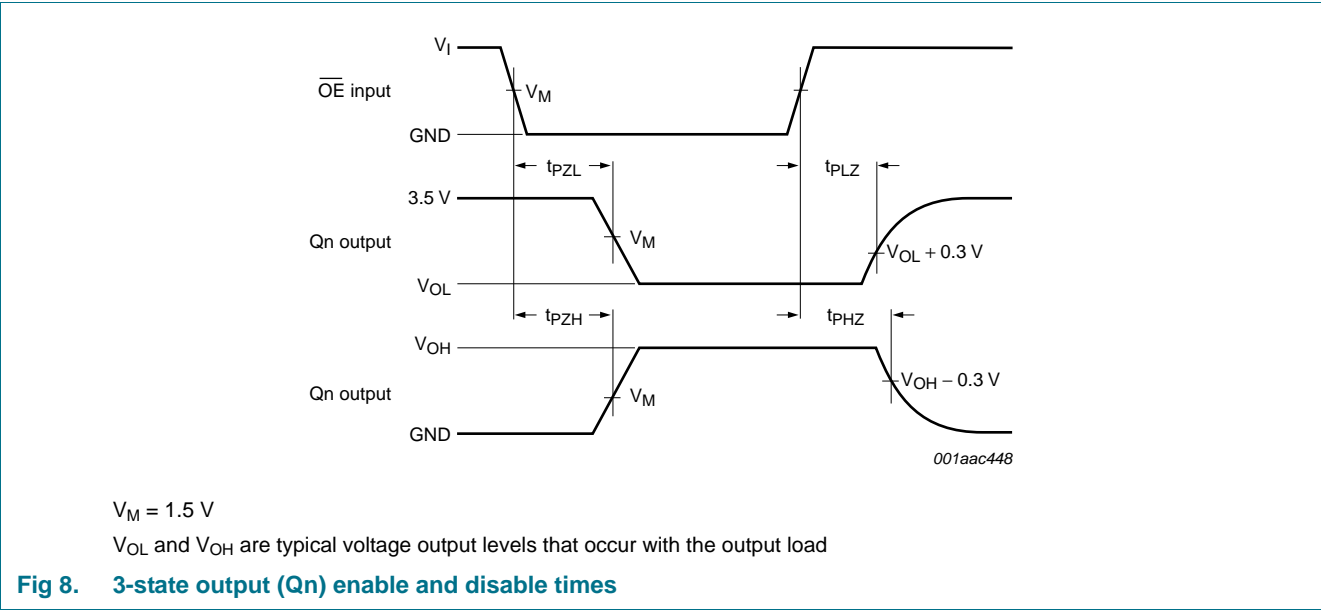 V_I
O̅E̅ input
V_M
GND
t_PZL
t_PLZ
3.5 V
Qn output
V_M
V_OL + 0.3 V
V_OL
t_PZH
t_PHZ
V_OH
V_OH − 0.3 V
Qn output
V_M
GND
001aac448
V_M = 1.5 V
V_OL and V_OH are typical voltage output levels that occur with the output load
Fig 8. 3-state output (Qn) enable and disable times